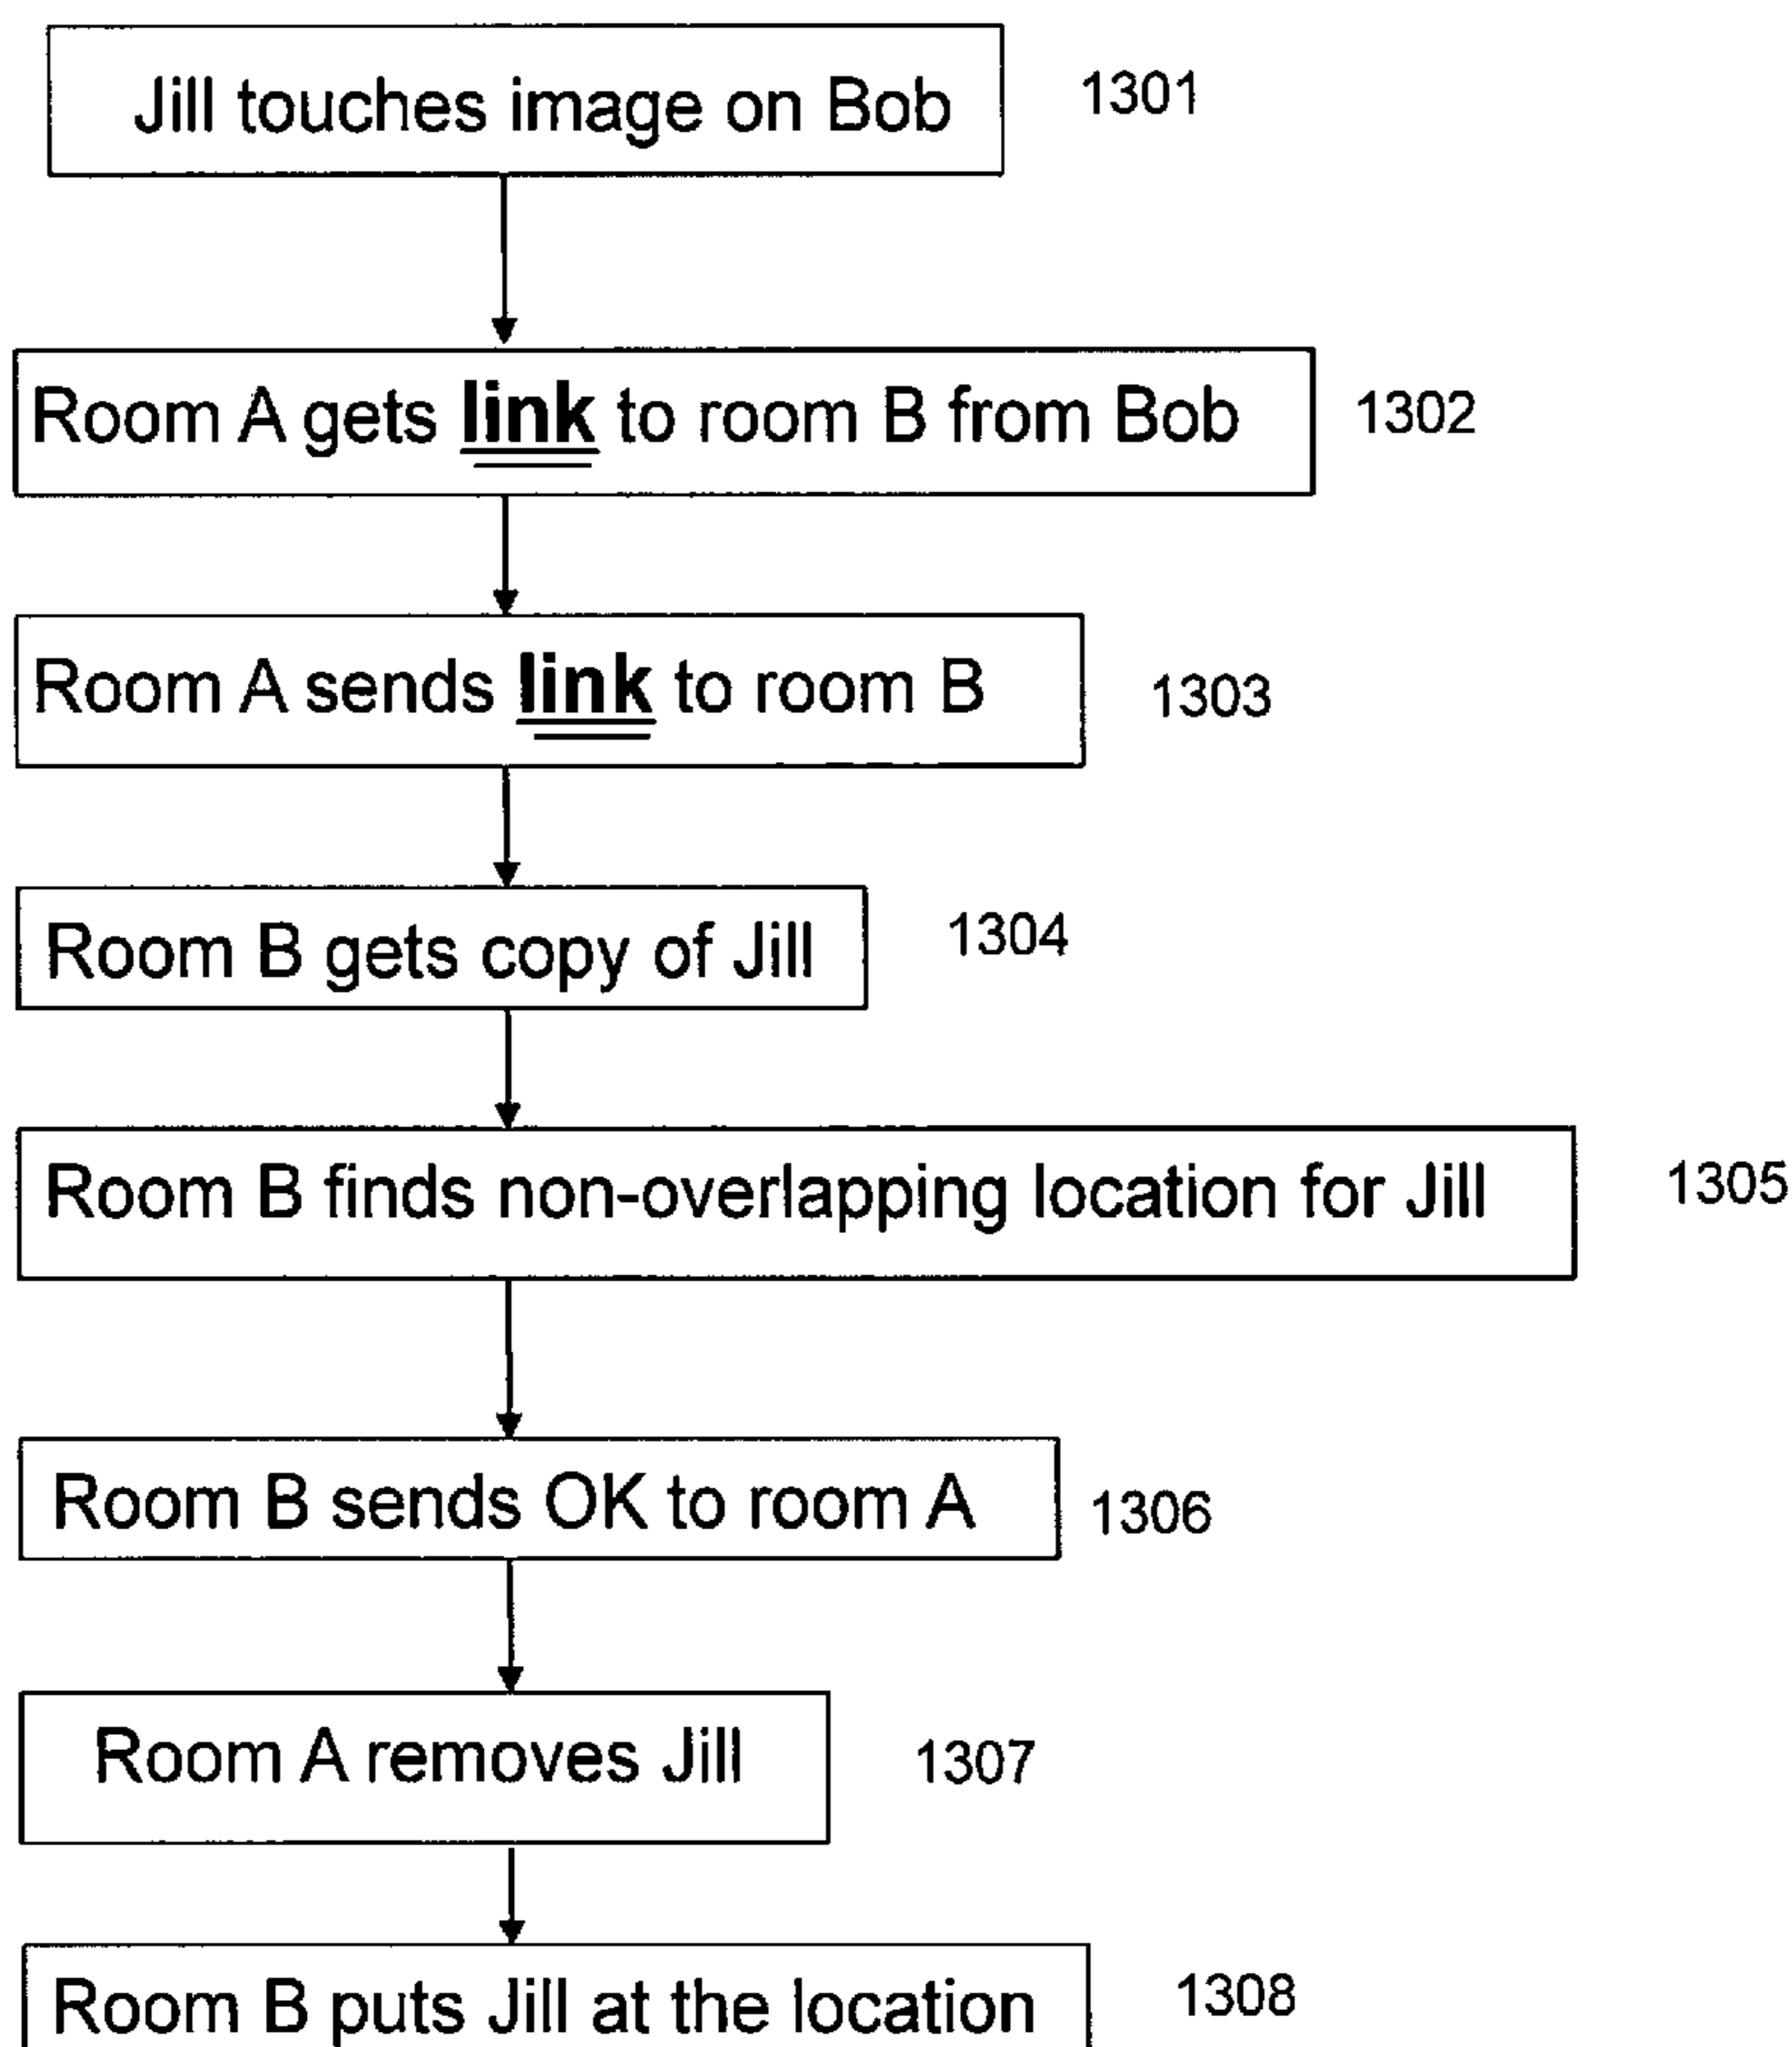 Jill touches image on Bob 1301
Room A gets link to room B from Bob 1302
Room A sends link to room B 1303
Room B gets copy of Jill 1304
Room B finds non-overlapping location for Jill 1305
Room B sends OK to room A 1306
Room A removes Jill 1307
Room B puts Jill at the location 1308